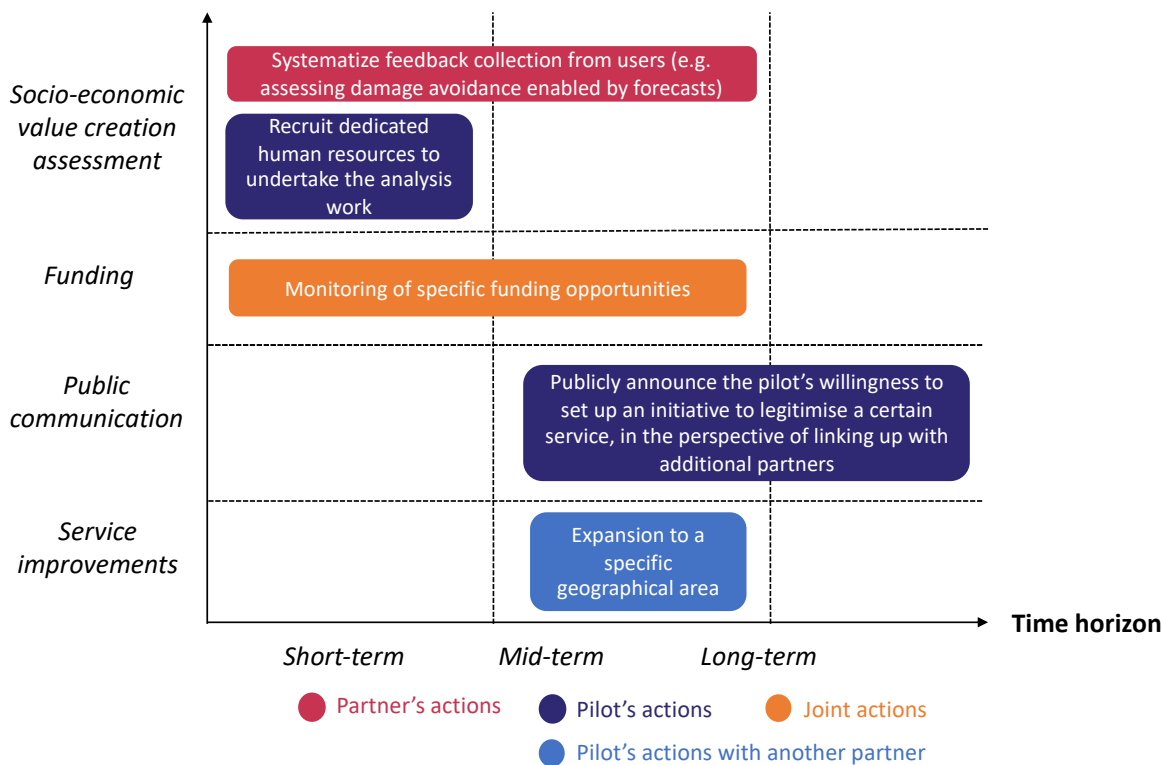 Socio-economic
value creation
assessment
Systematize feedback collection from users (e.g.
assessing damage avoidance enabled by forecasts)
Recruit dedicated
human resources to
undertake the analysis
work
Funding
Monitoring of specific funding opportunities
Public
communication
Publicly announce the pilot’s willingness to
set up an initiative to legitimise a certain
service, in the perspective of linking up with
additional partners
Service
improvements
Expansion to a
specific
geographical area
Time horizon
Short-term
Mid-term
Long-term
Partner’s actions
Pilot’s actions
Joint actions
Pilot’s actions with another partner